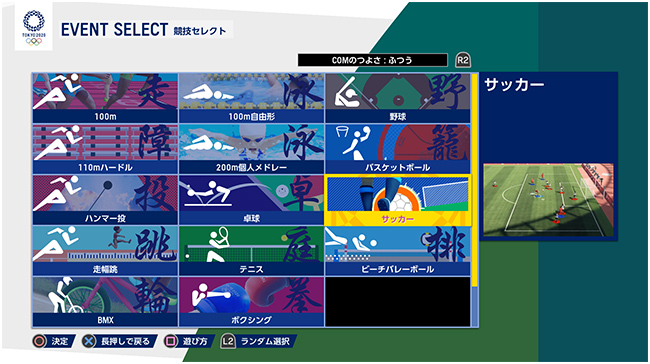 TOKYO 2020
EVENT SELECT 競技セレクト
COMのつよさ : ふつう R2
走
100m
泳
100m自由形
野
野球
サッカー
障
110mハードル
泳
200m個人メドレー
籠
バスケットボール
投
ハンマー投
卓
卓球
サッカー
跳
走幅跳
庭
テニス
排
ビーチバレーボール
輪
BMX
拳
ボクシング
決定 長押しで戻る 遊び方 L2 ランダム選択